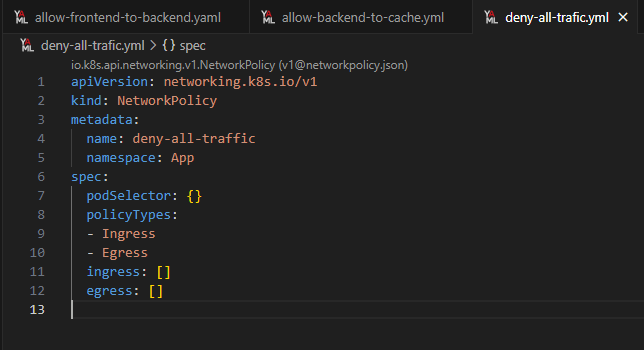 allow-frontend-to-backend.yaml allow-backend-to-cache.yml deny-all-trafic.yml
deny-all-trafic.yml > {} spec
io.k8s.api.networking.v1.NetworkPolicy (v1@networkpolicy.json)
1 apiVersion: networking.k8s.io/v1
2 kind: NetworkPolicy
3 metadata:
4   name: deny-all-traffic
5   namespace: App
6 spec:
7   podSelector: {}
8   policyTypes:
9   - Ingress
10   - Egress
11   ingress: []
12   egress: []
13